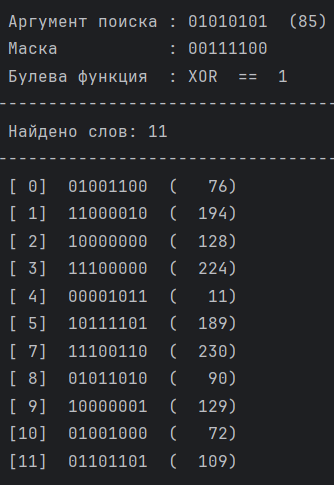 Аргумент поиска : 01010101  (85)
Маска           : 00111100
Булева функция  : XOR  ==  1
---------------------------------
Найдено слов: 11
---------------------------------
[ 0]  01001100  (   76)
[ 1]  11000010  (  194)
[ 2]  10000000  (  128)
[ 3]  11100000  (  224)
[ 4]  00001011  (   11)
[ 5]  10111101  (  189)
[ 7]  11100110  (  230)
[ 8]  01011010  (   90)
[ 9]  10000001  (  129)
[10]  01001000  (   72)
[11]  01101101  (  109)